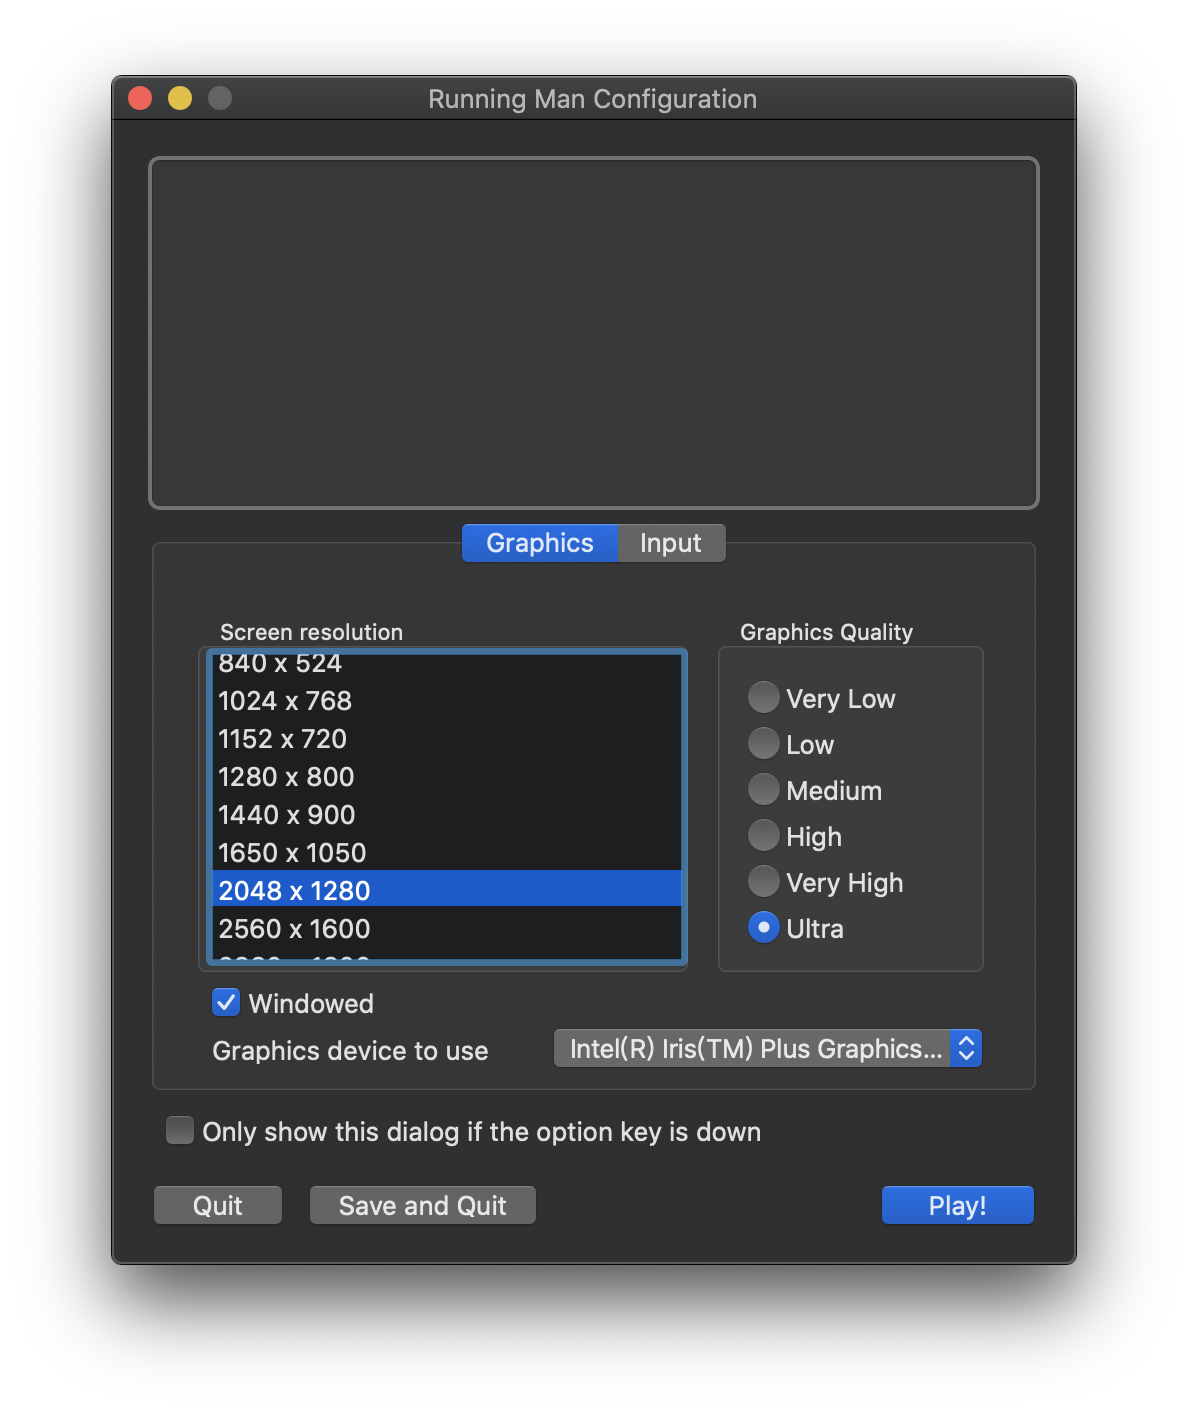 Running Man Configuration
Graphics
Input
Screen resolution
840 x 524
1024 x 768
1152 x 720
1280 x 800
1440 x 900
1650 x 1050
2048 x 1280
2560 x 1600
Graphics Quality
Very Low
Low
Medium
High
Very High
Ultra
Windowed
Graphics device to use
Intel(R) Iris(TM) Plus Graphics...
Only show this dialog if the option key is down
Quit
Save and Quit
Play!